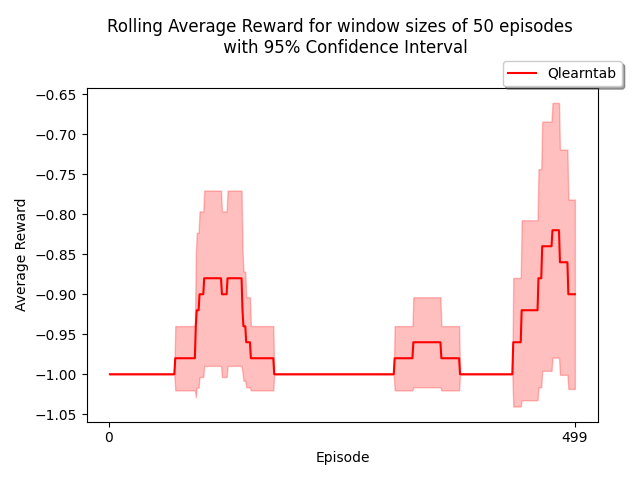 Rolling Average Reward for window sizes of 50 episodes
with 95% Confidence Interval
Qlearntab
−0.65
−0.70
−0.75
−0.80
−0.85
−0.90
−0.95
−1.00
−1.05
Average Reward
0
499
Episode